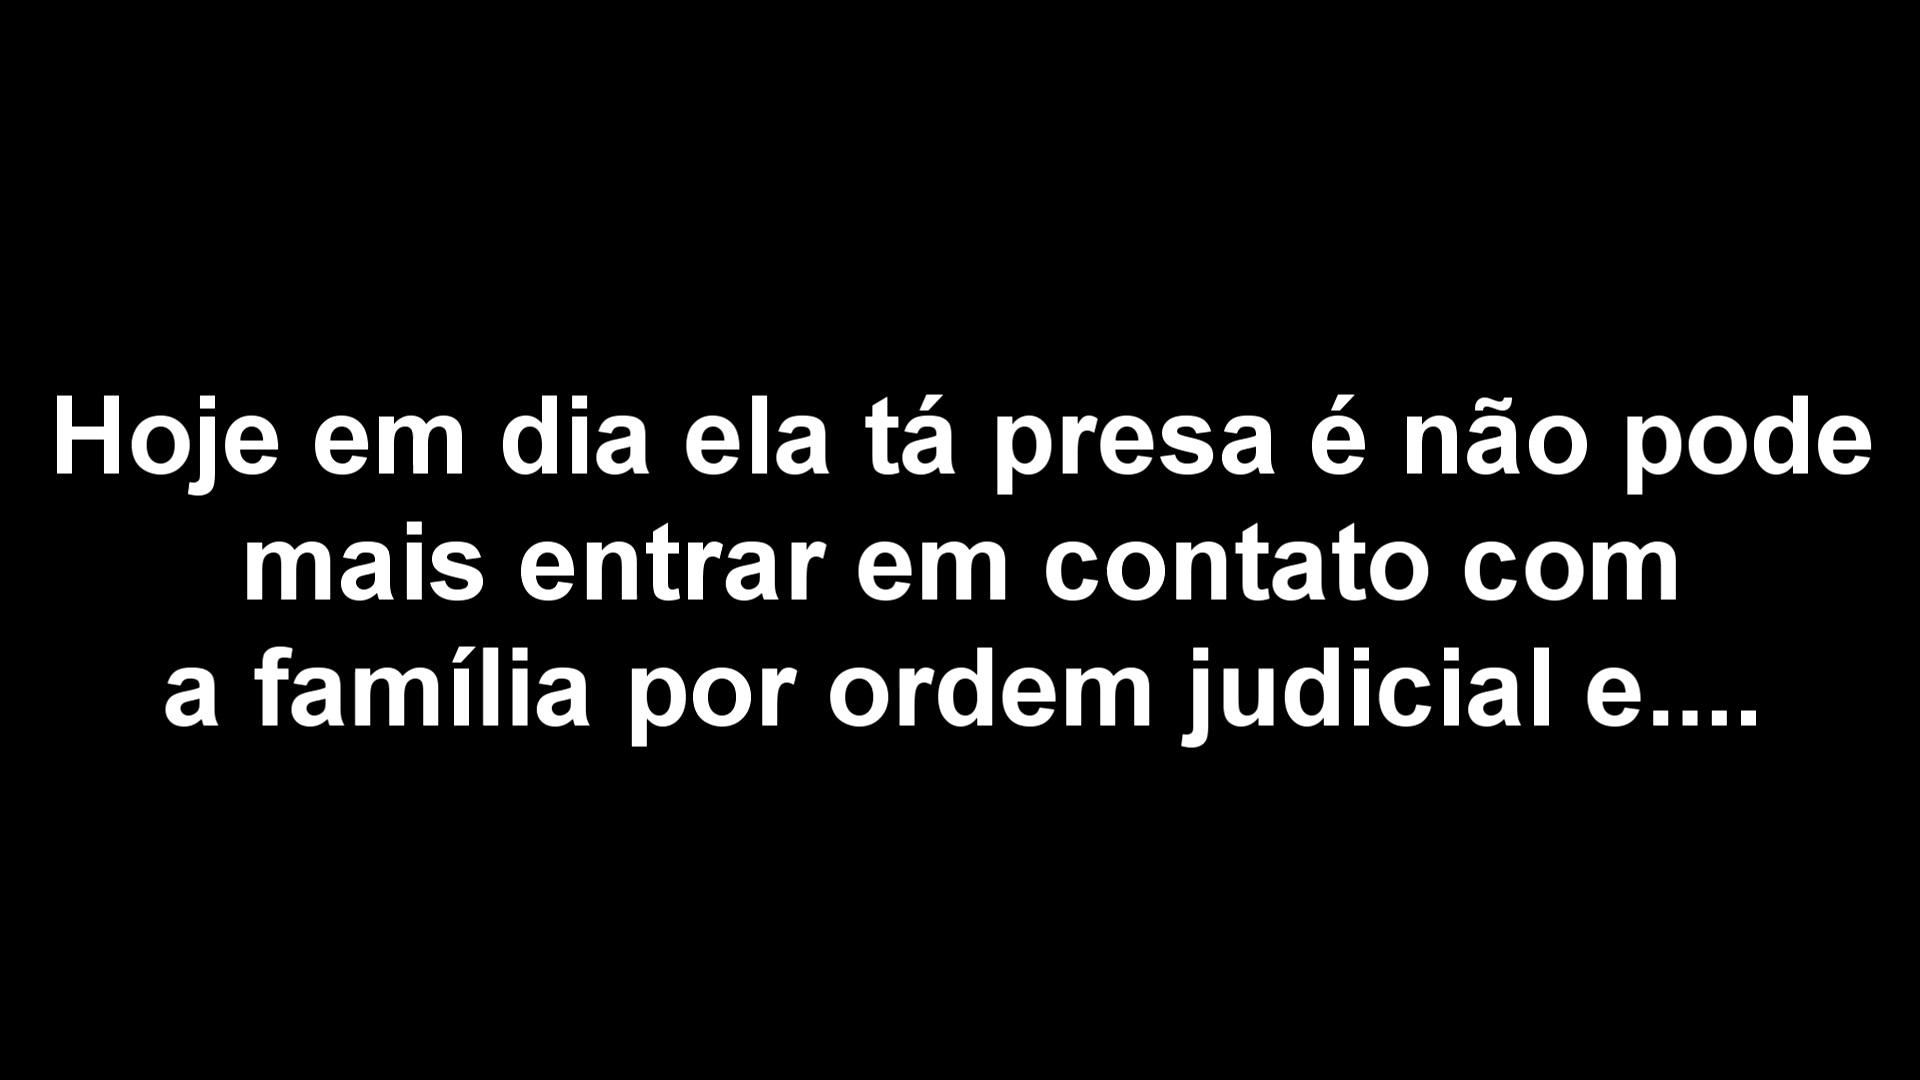 Hoje em dia ela tá presa é não pode
mais entrar em contato com
a família por ordem judicial e....